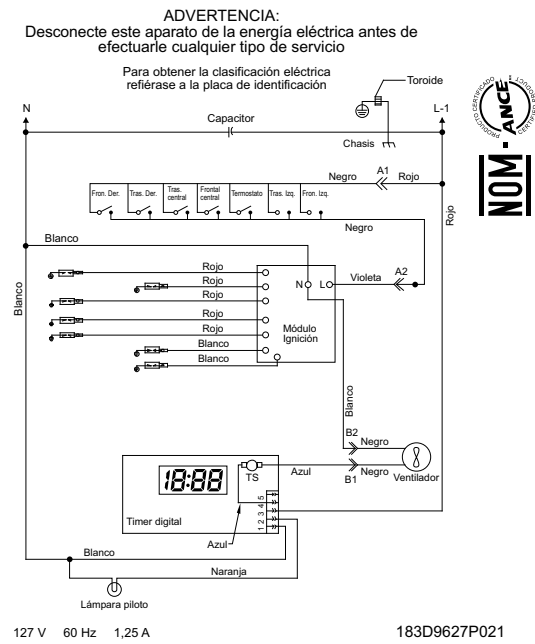 ADVERTENCIA:
Desconecte este aparato de la energía eléctrica antes de
efectuarle cualquier tipo de servicio
Para obtener la clasificación eléctrica
refiérase a la placa de identificación
Toroide
N
Capacitor
L-1
Chasis
PRODUCTO CERTIFICADO
CERTIFIED PRODUCT
ANCE
NOM-
Negro
A1
Rojo
Fron. Der.
Tras. Der.
Tras.
central
Frontal
central
Termostato
Tras. Izq.
Fron. Izq.
Negro
Rojo
Blanco
Blanco
Rojo
Rojo
Rojo
Rojo
Rojo
Blanco
Blanco
N
L
Módulo
Ignición
Violeta
A2
Blanco
B2
Negro
Azul
B1
Negro
Ventilador
18:88
TS
Timer digital
1 2 3 4 5
Azul
Blanco
Naranja
Lámpara piloto
127 V 60 Hz 1,25 A
183D9627P021